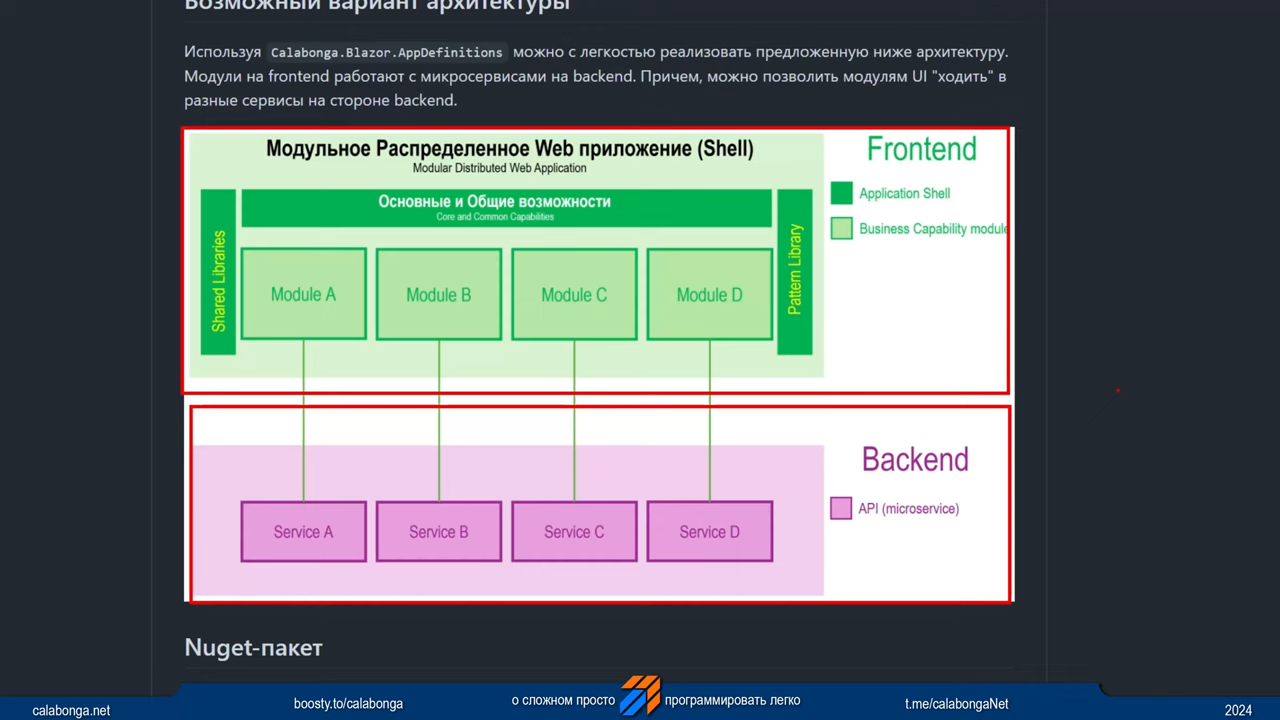 Возможный вариант архитектуры
Используя Calabonga.Blazor.AppDefinitions можно с легкостью реализовать предложенную ниже архитектуру.
Модули на frontend работают с микросервисами на backend. Причем, можно позволить модулям UI "ходить" в
разные сервисы на стороне backend.
Модульное Распределенное Web приложение (Shell)
Modular Distributed Web Application
Frontend
Application Shell
Business Capability module
Основные и Общие возможности
Core and Common Capabilities
Shared Libraries
Module A
Module B
Module C
Module D
Pattern Library
Backend
API (microservice)
Service A
Service B
Service C
Service D
Nuget-пакет
calabonga.net
boosty.to/calabonga
о сложном просто
программировать легко
t.me/calabongaNet
2024